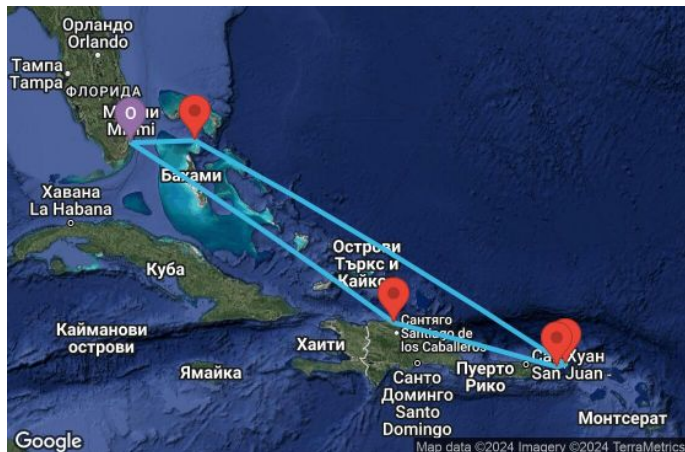 Орландо
Orlando
Тампа
Tampa
ФЛОРИДА
O
Miami
Бахами
Хавана
La Habana
Куба
Острови
Търкс и
Кайкос
Кайманови
острови
Ямайка
Хаити
Сантяго
Santiago de
los Caballeros
Санто
Доминго
Santo
Domingo
Пуерто
Рико
Сан Хуан
San Juan
Монтсерат
Google
Map data ©2024 Imagery ©2024 TerraMetrics